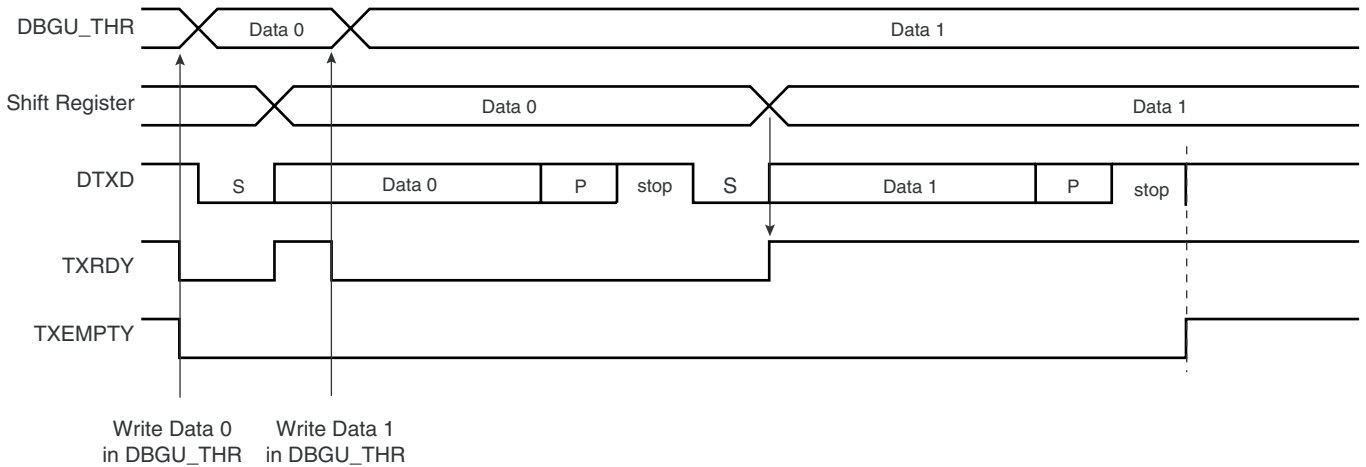 DBGU_THR Data 0 Data 1
Shift Register Data 0 Data 1
DTXD S Data 0 P stop S Data 1 P stop
TXRDY
TXEMPTY
Write Data 0 Write Data 1
in DBGU_THR in DBGU_THR